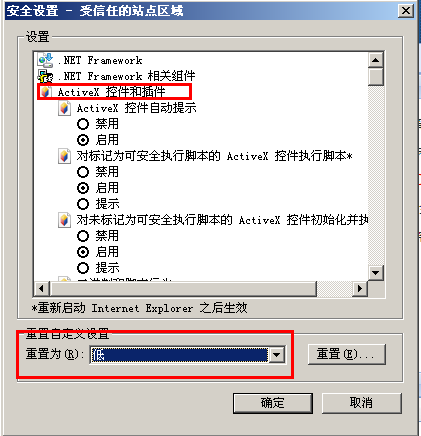 安全设置 - 受信任的站点区域
设置
.NET Framework
.NET Framework 相关组件
ActiveX 控件和插件
ActiveX 控件自动提示
禁用
启用
对标记为可安全执行脚本的 ActiveX 控件执行脚本*
禁用
启用
提示
对未标记为可安全执行脚本的 ActiveX 控件初始化并执
禁用
启用
提示
*重新启动 Internet Explorer 之后生效
重置自定义设置
重置为(R):
低
重置(E)...
确定
取消